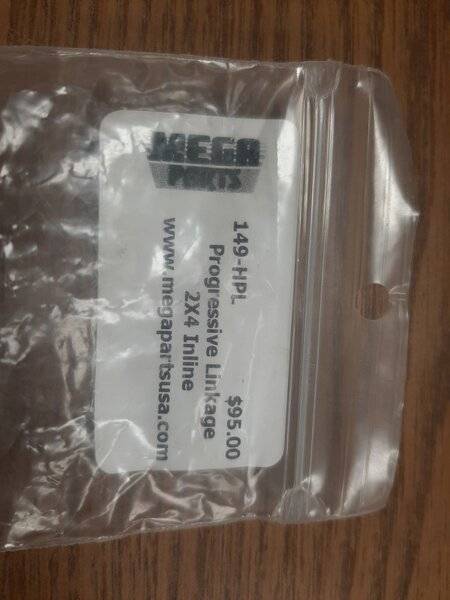 MEGA
PARTS
149-HPL $95.00
Progressive Linkage
2X4 Inline
www.megapartsusa.com